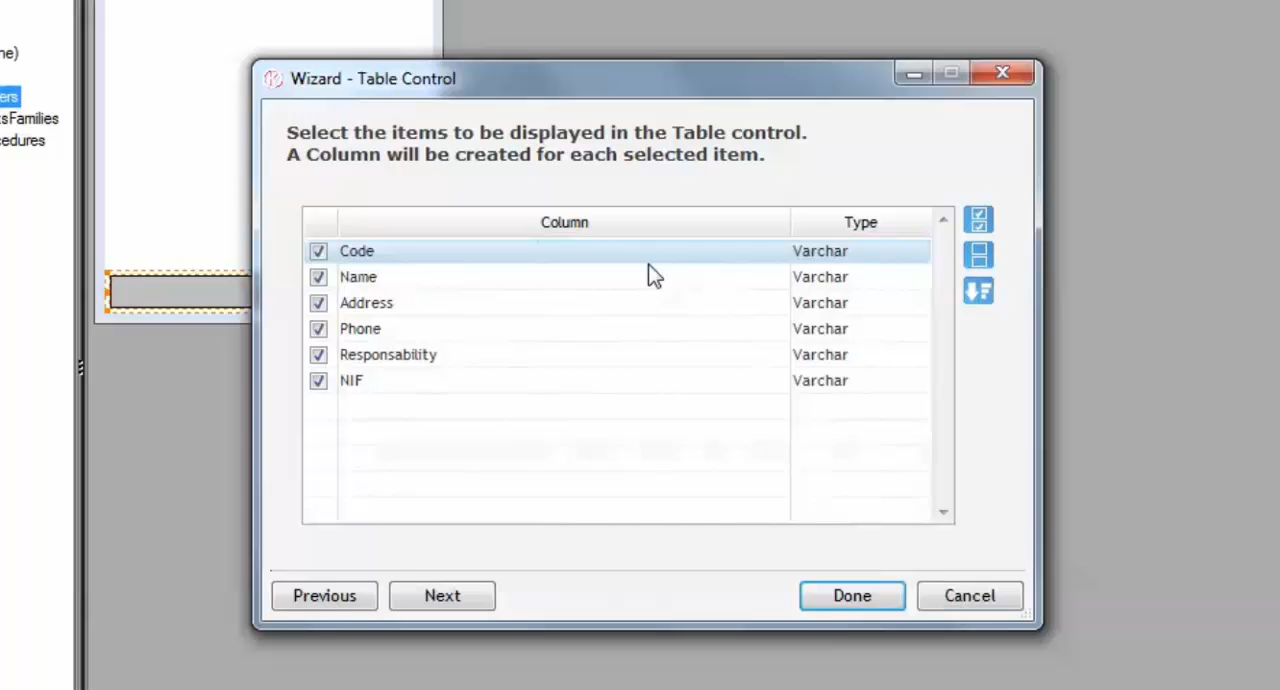 ne)
ers
sFamilies
edures
Wizard - Table Control
Select the items to be displayed in the Table control.
A Column will be created for each selected item.
Column Type
Code Varchar
Name Varchar
Address Varchar
Phone Varchar
Responsability Varchar
NIF Varchar
Previous Next Done Cancel